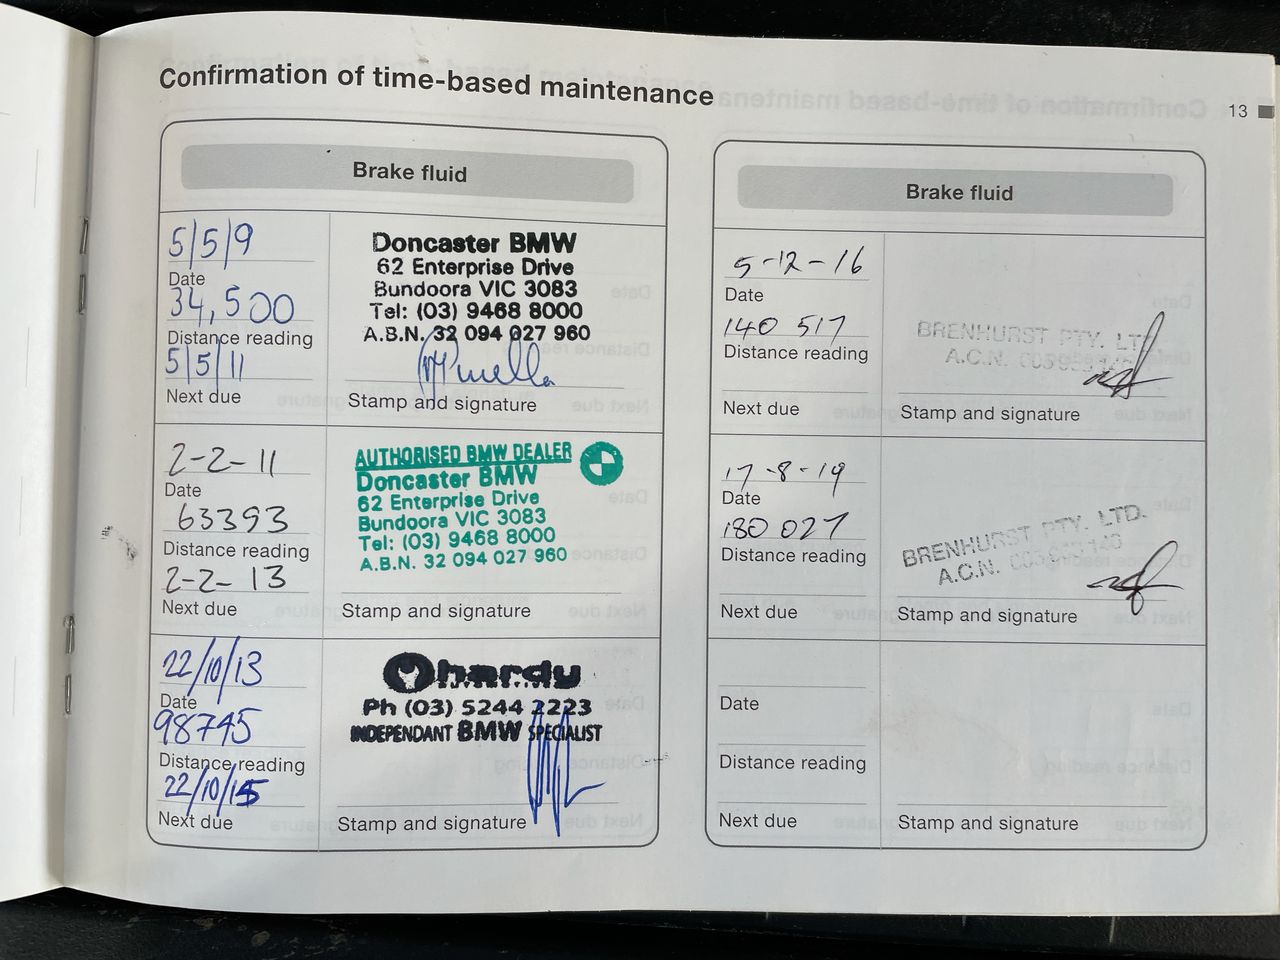 Confirmation of time-based maintenance
13
Brake fluid
5/5/9
Date
34,500
Distance reading
5/5/11
Next due
Doncaster BMW
62 Enterprise Drive
Bundoora VIC 3083
Tel: (03) 9468 8000
A.B.N. 32 094 027 960
Stamp and signature
2-2-11
Date
63393
Distance reading
2-2-13
Next due
AUTHORISED BMW DEALER
Doncaster BMW
62 Enterprise Drive
Bundoora VIC 3083
Tel: (03) 9468 8000
A.B.N. 32 094 027 960
Stamp and signature
22/10/13
Date
98745
Distance reading
22/10/15
Next due
hardy
Ph (03) 5244 2223
INDEPENDANT BMW SPECIALIST
Stamp and signature
Brake fluid
5-12-16
Date
140 517
Distance reading
Next due
BRENHURST PTY. LTD
A.C.N.
Stamp and signature
17-8-19
Date
180 027
Distance reading
Next due
BRENHURST PTY. LTD.
A.C.N.
Stamp and signature
Date
Distance reading
Next due
Stamp and signature